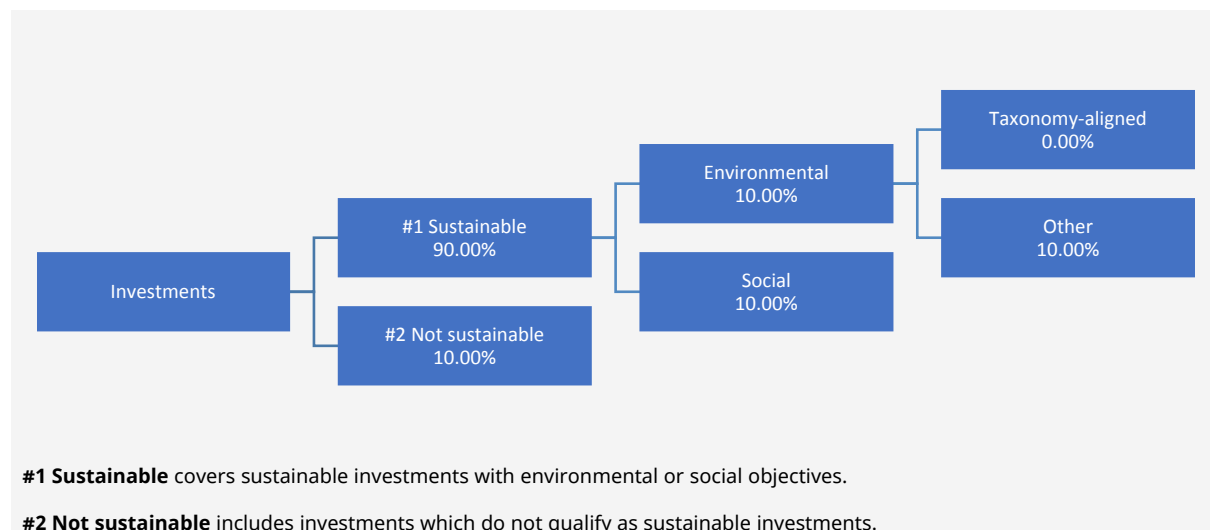 Taxonomy-aligned
0.00%
Environmental
10.00%
#1 Sustainable
90.00%
Other
10.00%
Investments
Social
10.00%
#2 Not sustainable
10.00%
#1 Sustainable covers sustainable investments with environmental or social objectives.
#2 Not sustainable includes investments which do not qualify as sustainable investments.